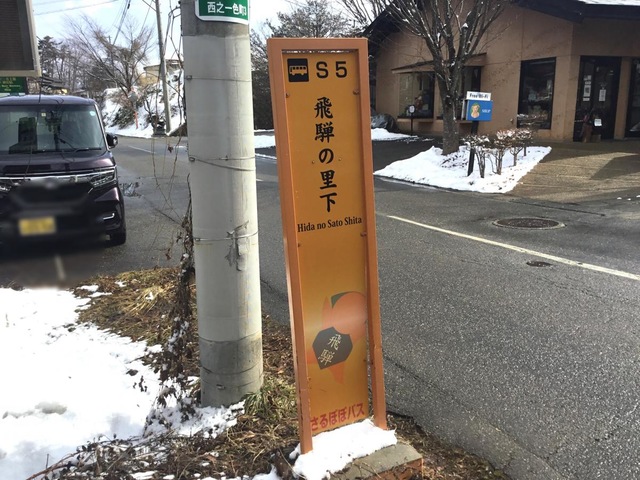 西之一色町3
S5
飛騨の里下
Hida no Sato Shita
飛騨
さるぼぼバス
Free Wi-Fi